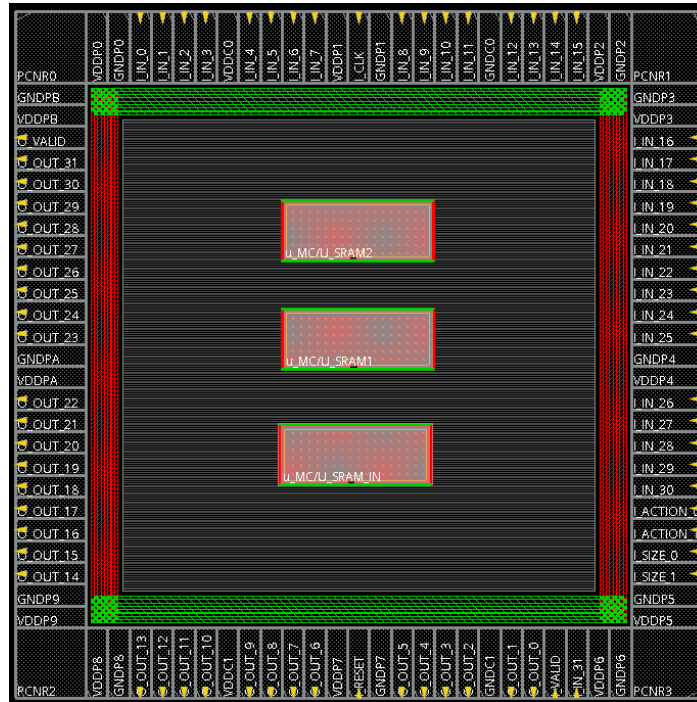 PCNR0
VDDP0
GNDP0
I_IN_0
I_IN_1
I_IN_2
I_IN_3
VDDC0
I_IN_4
I_IN_5
I_IN_6
I_IN_7
VDDP1
I_CLK
GNDP1
I_IN_8
I_IN_9
I_IN_10
I_IN_11
GNDC0
I_IN_12
I_IN_13
I_IN_14
I_IN_15
VDDP2
GNDP2
PCNR1
GNDPB
VDDPB
O_VALID
O_OUT_31
O_OUT_30
O_OUT_29
O_OUT_28
O_OUT_27
O_OUT_26
O_OUT_25
O_OUT_24
O_OUT_23
GNDPA
VDDPA
O_OUT_22
O_OUT_21
O_OUT_20
O_OUT_19
O_OUT_18
O_OUT_17
O_OUT_16
O_OUT_15
O_OUT_14
GNDP9
VDDP9
u_MC/U_SRAM2
u_MC/U_SRAM1
u_MC/U_SRAM_IN
GNDP3
VDDP3
I_IN_16
I_IN_17
I_IN_18
I_IN_19
I_IN_20
I_IN_21
I_IN_22
I_IN_23
I_IN_24
I_IN_25
GNDP4
VDDP4
I_IN_26
I_IN_27
I_IN_28
I_IN_29
I_IN_30
I_SIZE_0
I_SIZE_1
GNDP5
VDDP5
PCNR2
VDDP8
GNDP8
O_OUT_13
O_OUT_12
O_OUT_11
O_OUT_10
VDDC1
O_OUT_9
O_OUT_8
O_OUT_7
O_OUT_6
VDDP7
I_RESET
GNDP7
O_OUT_5
O_OUT_4
O_OUT_3
O_OUT_2
GNDC1
O_OUT_1
O_OUT_0
I_VALID
I_IN_31
VDDP6
GNDP6
PCNR3